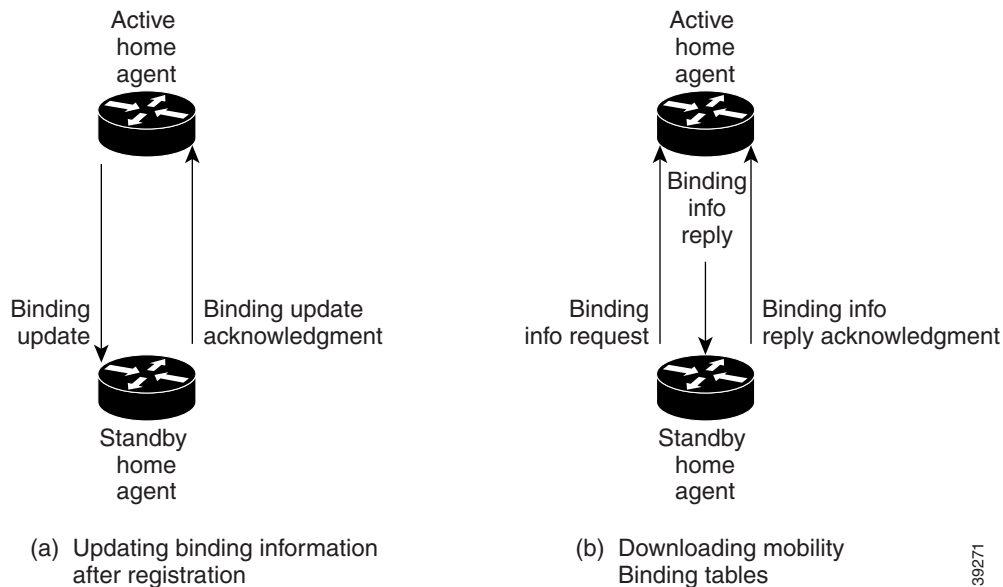 Active
home
agent
Binding
update
Binding update
acknowledgment
Standby
home
agent
(a) Updating binding information
after registration
Active
home
agent
Binding
info
reply
Binding
info request
Binding info
reply acknowledgment
Standby
home
agent
(b) Downloading mobility
Binding tables
39271